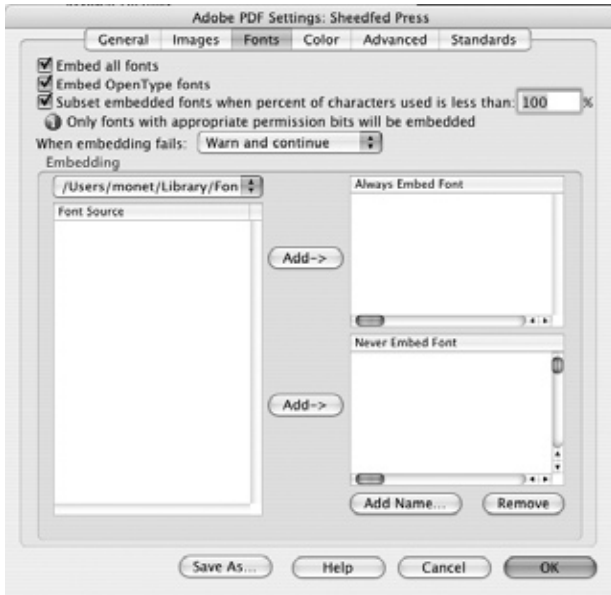 Adobe PDF Settings: Sheedfed Press
General Images Fonts Color Advanced Standards
Embed all fonts
Embed OpenType fonts
Subset embedded fonts when percent of characters used is less than: 100 %
Only fonts with appropriate permission bits will be embedded
When embedding fails: Warn and continue
Embedding
/Users/monet/Library/Fon
Font Source
Add->
Always Embed Font
Add->
Never Embed Font
Add Name... Remove
Save As... Help Cancel OK